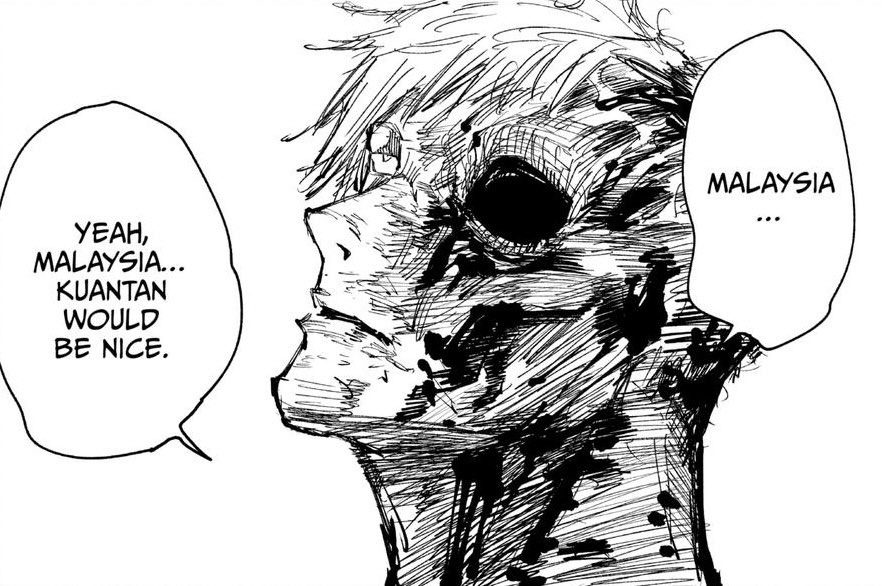 MALAYSIA
...
YEAH,
MALAYSIA...
KUANTAN
WOULD
BE NICE.